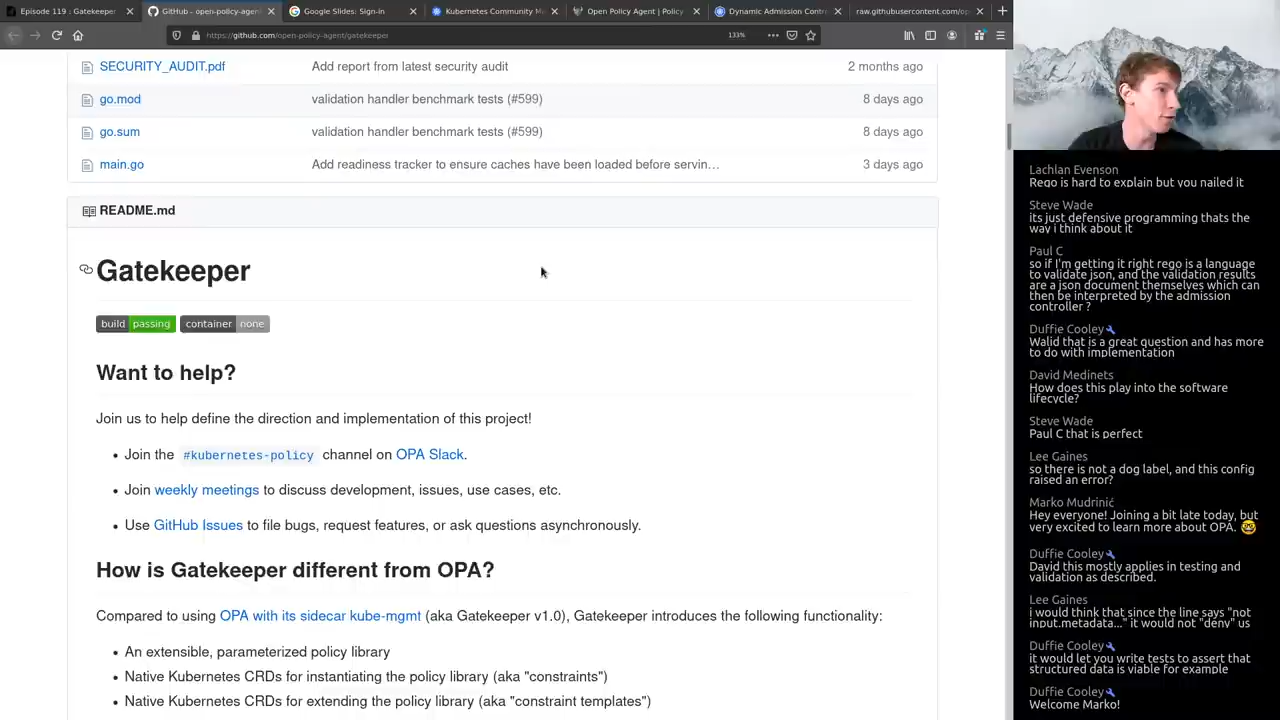 Episode 119 : Gatekeeper
GitHub - open-policy-agen
Google Slides: Sign-in
Kubernetes Community M
Open Policy Agent | Policy
Dynamic Admission Contr
raw.githubusercontent.com/op
https://github.com/open-policy-agent/gatekeeper
133%
SECURITY_AUDIT.pdf Add report from latest security audit 2 months ago
go.mod validation handler benchmark tests (#599) 8 days ago
go.sum validation handler benchmark tests (#599) 8 days ago
main.go Add readiness tracker to ensure caches have been loaded before servin… 3 days ago
README.md
Gatekeeper
build passing container none
Want to help?
Join us to help define the direction and implementation of this project!
• Join the #kubernetes-policy channel on OPA Slack.
• Join weekly meetings to discuss development, issues, use cases, etc.
• Use GitHub Issues to file bugs, request features, or ask questions asynchronously.
How is Gatekeeper different from OPA?
Compared to using OPA with its sidecar kube-mgmt (aka Gatekeeper v1.0), Gatekeeper introduces the following functionality:
• An extensible, parameterized policy library
• Native Kubernetes CRDs for instantiating the policy library (aka "constraints")
• Native Kubernetes CRDs for extending the policy library (aka "constraint templates")
Lachlan Evenson
Rego is hard to explain but you nailed it
Steve Wade
its just defensive programming thats the
way i think about it
Paul C
so if I'm getting it right rego is a language
to validate json, and the validation results
are a json document themselves which can
then be interpreted by the admission
controller ?
Duffie Cooley
Walid that is a great question and has more
to do with implementation
David Medinets
How does this play into the software
lifecycle?
Steve Wade
Paul C that is perfect
Lee Gaines
so there is not a dog label, and this config
raised an error?
Marko Mudrinić
Hey everyone! Joining a bit late today, but
very excited to learn more about OPA. 🤓
Duffie Cooley
David this mostly applies in testing and
validation as described.
Lee Gaines
i would think that since the line says "not
input.metadata..." it would not "deny" us
Duffie Cooley
it would let you write tests to assert that
structured data is viable for example
Duffie Cooley
Welcome Marko!